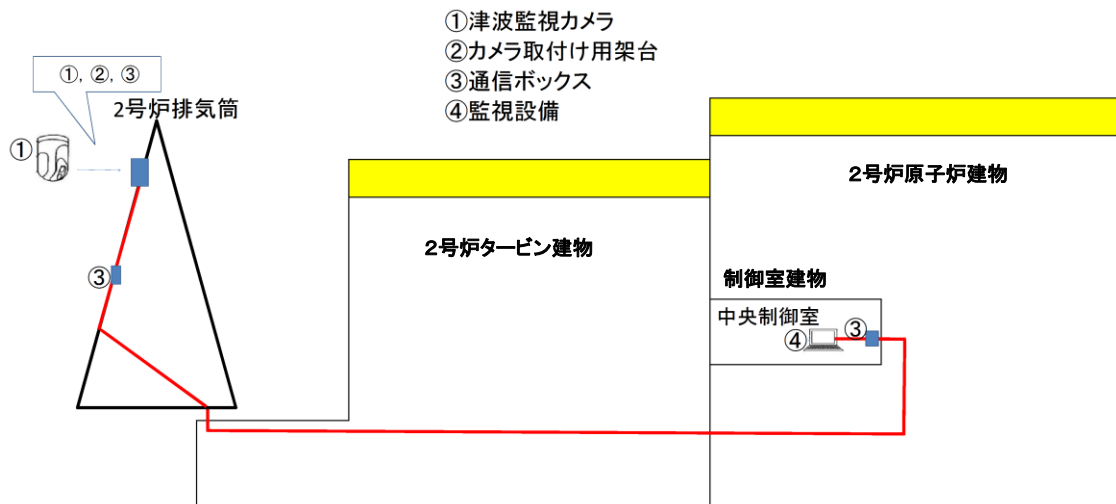 ①津波監視カメラ
②カメラ取付け用架台
③通信ボックス
④監視設備
①, ②, ③
2号炉排気筒
①
2号炉原子炉建物
2号炉タービン建物
③
制御室建物
中央制御室
③
④